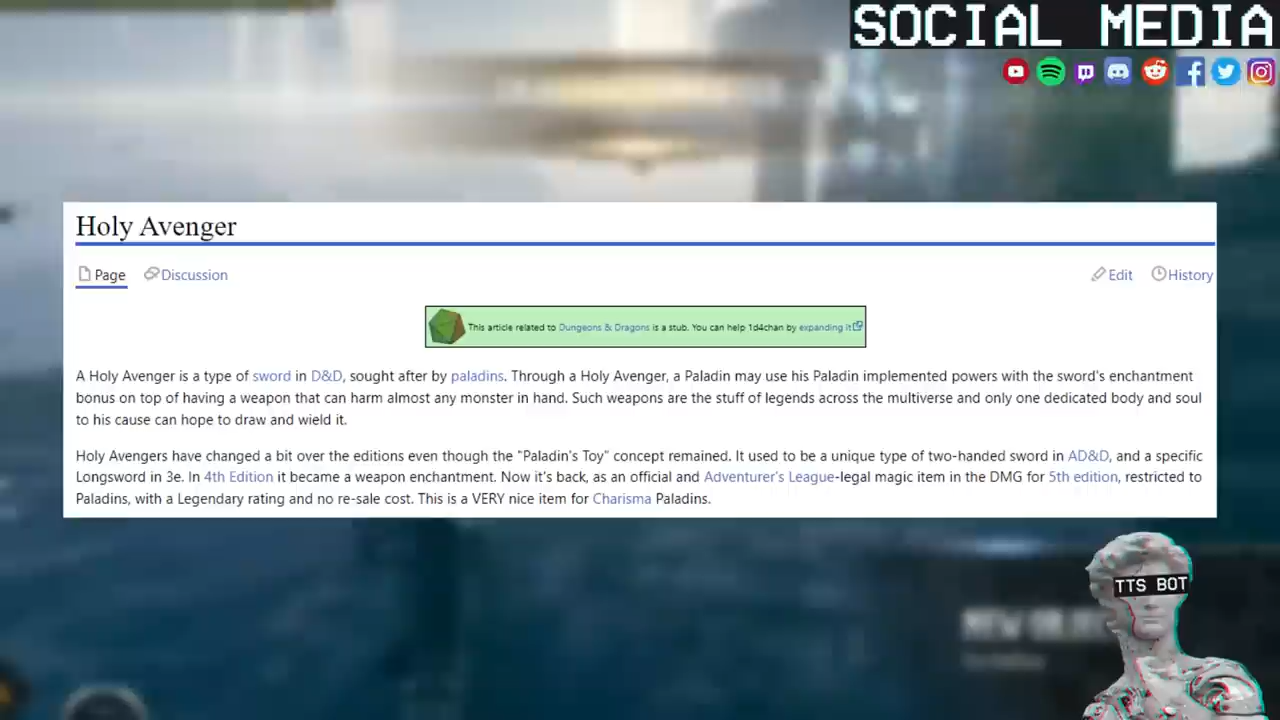 SOCIAL MEDIA
Holy Avenger
Page Discussion Edit History
This article related to Dungeons & Dragons is a stub. You can help 1d4chan by expanding it
A Holy Avenger is a type of sword in D&D, sought after by paladins. Through a Holy Avenger, a Paladin may use his Paladin implemented powers with the sword's enchantment
bonus on top of having a weapon that can harm almost any monster in hand. Such weapons are the stuff of legends across the multiverse and only one dedicated body and soul
to his cause can hope to draw and wield it.
Holy Avengers have changed a bit over the editions even though the "Paladin's Toy" concept remained. It used to be a unique type of two-handed sword in AD&D, and a specific
Longsword in 3e. In 4th Edition it became a weapon enchantment. Now it's back, as an official and Adventurer's League-legal magic item in the DMG for 5th edition, restricted to
Paladins, with a Legendary rating and no re-sale cost. This is a VERY nice item for Charisma Paladins.
TTS BOT